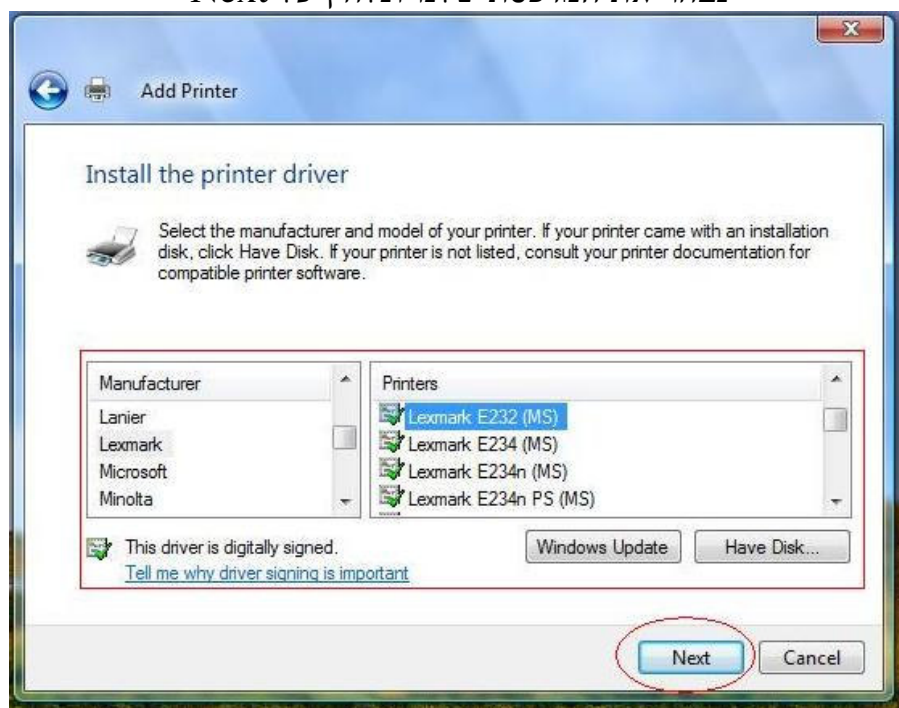 Next
Add Printer
Install the printer driver
Select the manufacturer and model of your printer. If your printer came with an installation
disk, click Have Disk. If your printer is not listed, consult your printer documentation for
compatible printer software.
Manufacturer
Lanier
Lexmark
Microsoft
Minolta
Printers
Lexmark E232 (MS)
Lexmark E234 (MS)
Lexmark E234n (MS)
Lexmark E234n PS (MS)
This driver is digitally signed.
Tell me why driver signing is important
Windows Update
Have Disk...
Next
Cancel